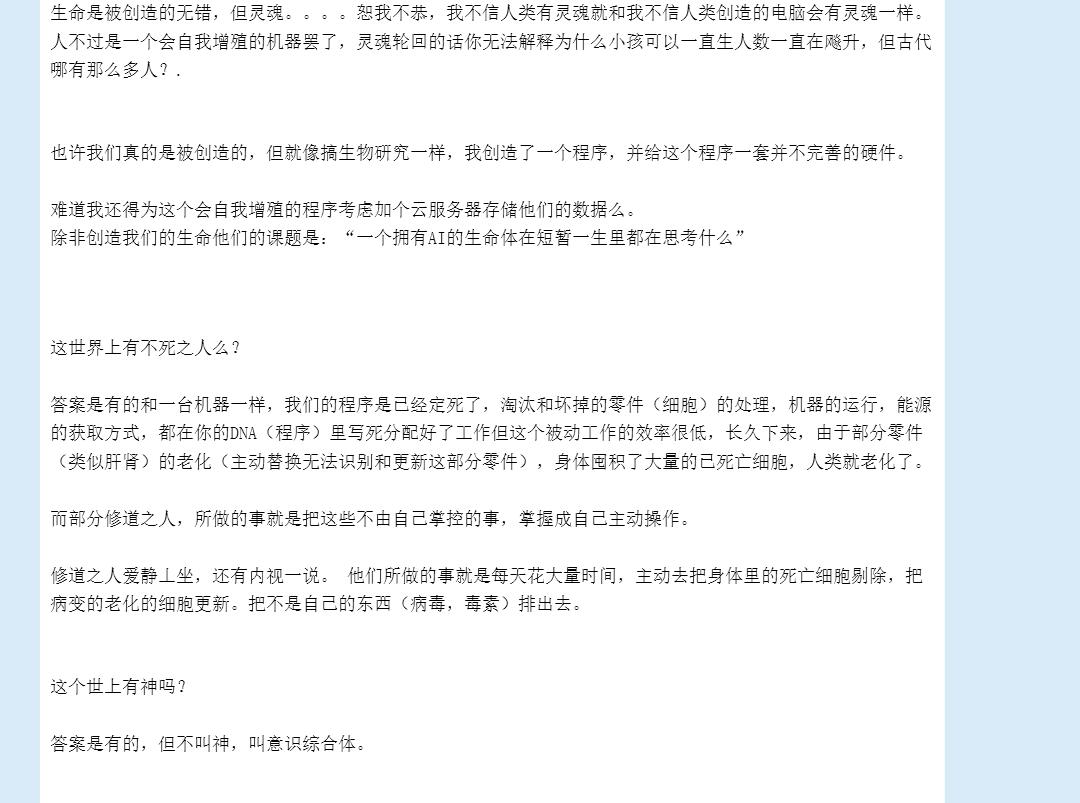 生命是被创造的无错，但灵魂。。。。恕我不恭，我不信人类有灵魂就和我不信人类创造的电脑会有灵魂一样。
人不过是一个会自我增殖的机器罢了，灵魂轮回的话你无法解释为什么小孩可以一直生人数一直在飚升，但古代
哪有那么多人？.
也许我们真的是被创造的，但就像搞生物研究一样，我创造了一个程序，并给这个程序一套并不完善的硬件。
难道我还得为这个会自我增殖的程序考虑加个云服务器存储他们的数据么。
除非创造我们的生命他们的课题是：“一个拥有AI的生命体在短暂一生里都在思考什么”
这世界上有不死之人么？
答案是有的和一台机器一样，我们的程序是已经定死了，淘汰和坏掉的零件（细胞）的处理，机器的运行，能源
的获取方式，都在你的DNA（程序）里写死分配好了工作但这个被动工作的效率很低，长久下来，由于部分零件
（类似肝肾）的老化（主动替换无法识别和更新这部分零件），身体囤积了大量的已死亡细胞，人类就老化了。
而部分修道之人，所做的事就是把这些不由自己掌控的事，掌握成自己主动操作。
修道之人爱静丄坐，还有内视一说。 他们所做的事就是每天花大量时间，主动去把身体里的死亡细胞剔除，把
病变的老化的细胞更新。把不是自己的东西（病毒，毒素）排出去。
这个世上有神吗？
答案是有的，但不叫神，叫意识综合体。